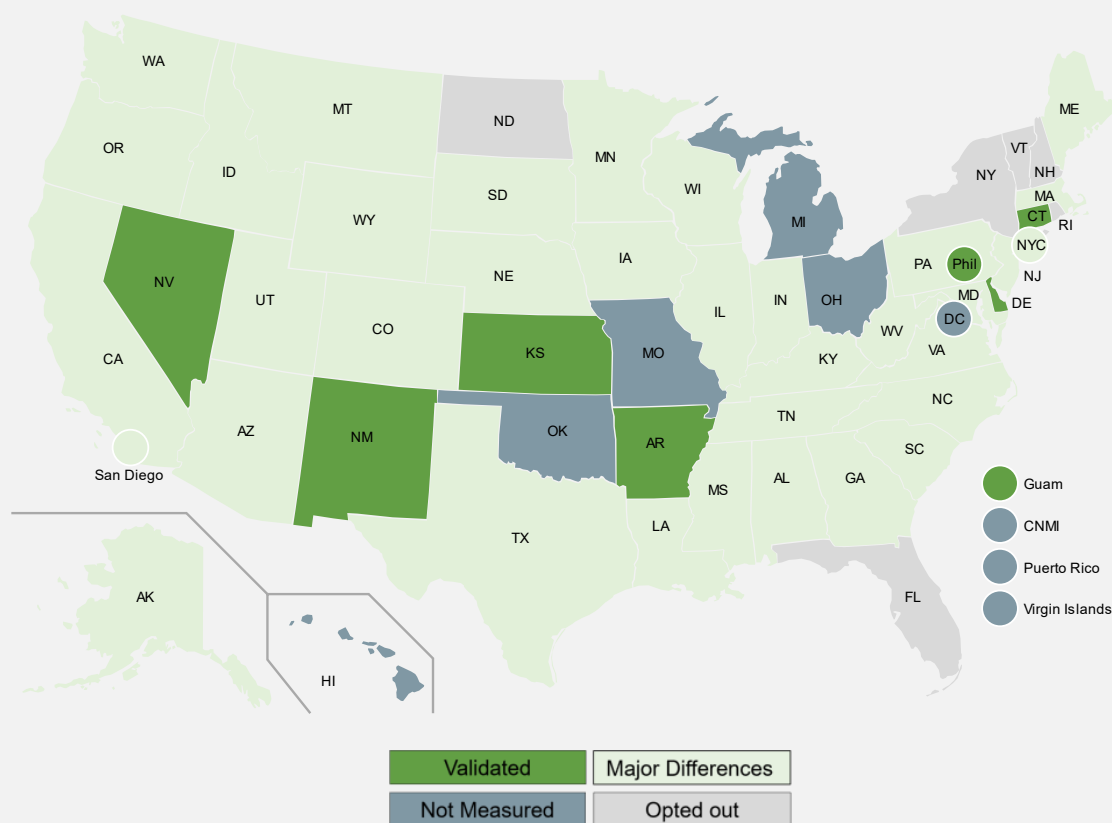 WA
MT
ND
MN
ME
VT
NH
NY
OR
ID
SD
WI
MA
WY
MI
CT
RI
NYC
NV
NE
IA
PA
Phil
NJ
UT
IL
IN
OH
MD
DE
DC
CO
WV
VA
CA
KS
MO
KY
NC
AZ
NM
OK
AR
TN
SC
San Diego
MS
AL
GA
Guam
TX
LA
CNMI
Puerto Rico
AK
FL
Virgin Islands
HI
Validated
Major Differences
Not Measured
Opted out